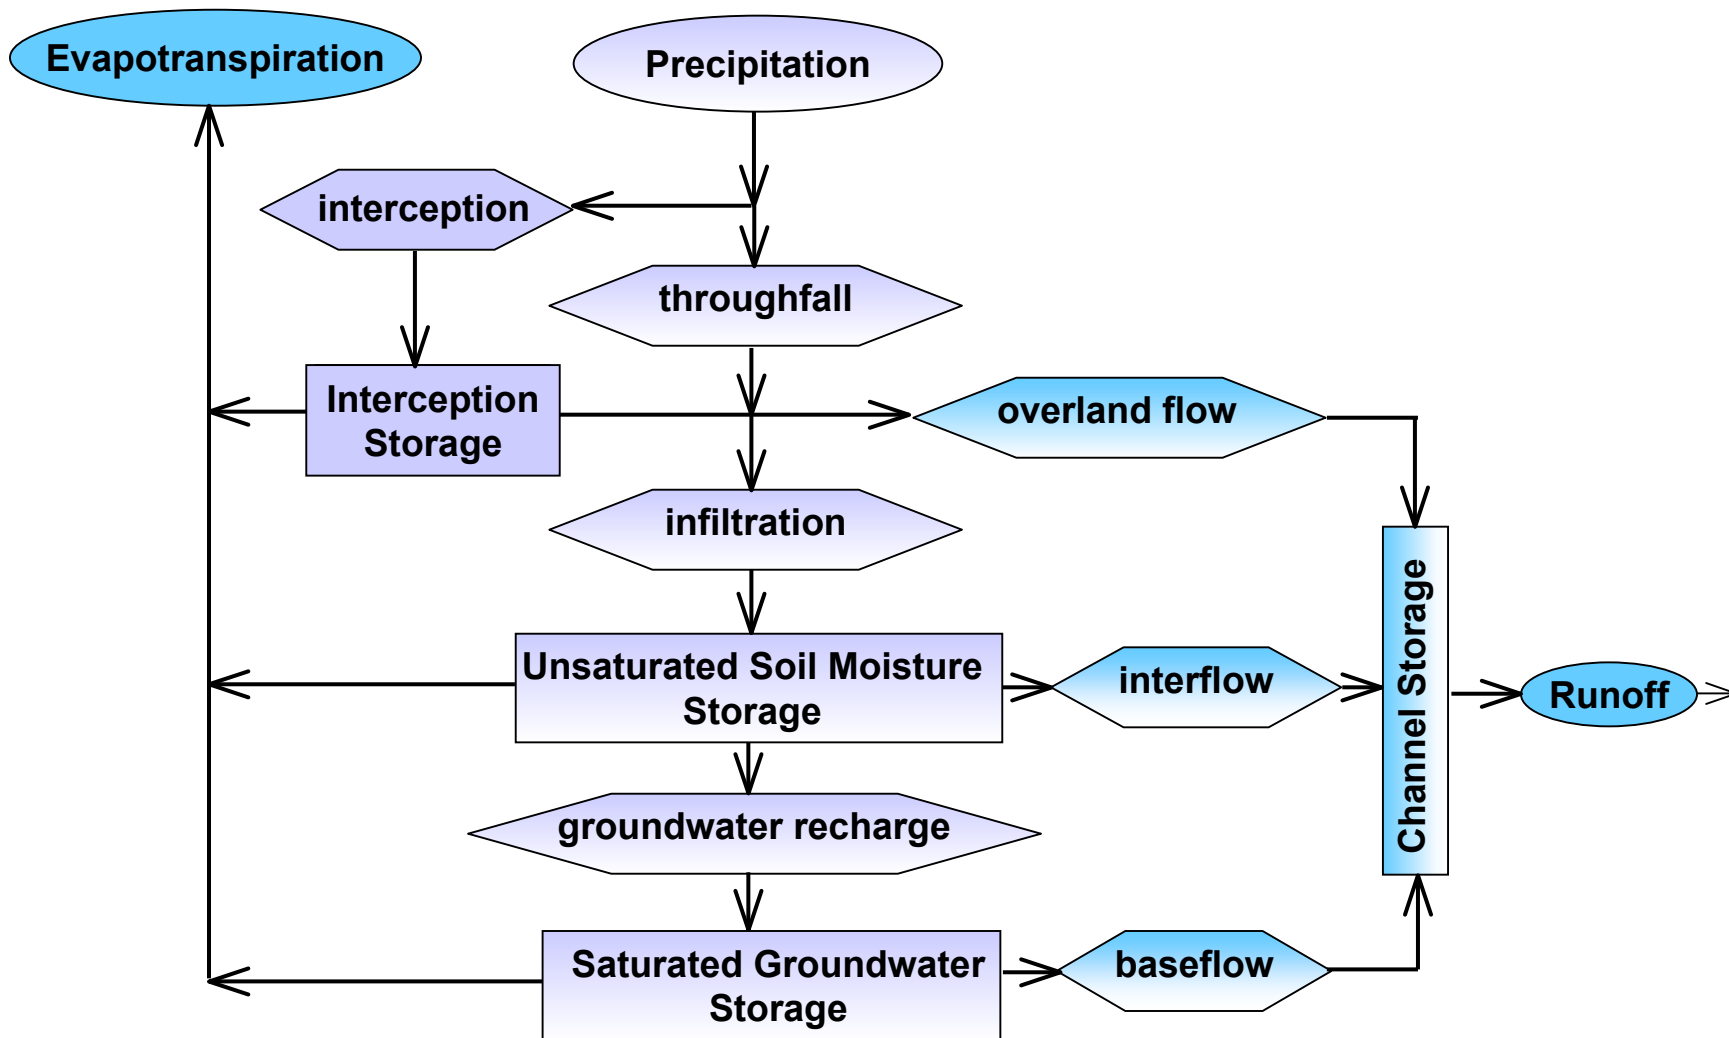 Evapotranspiration
Precipitation
interception
throughfall
Interception
Storage
overland flow
infiltration
Unsaturated Soil Moisture
Storage
interflow
Channel Storage
Runoff
groundwater recharge
Saturated Groundwater
Storage
baseflow